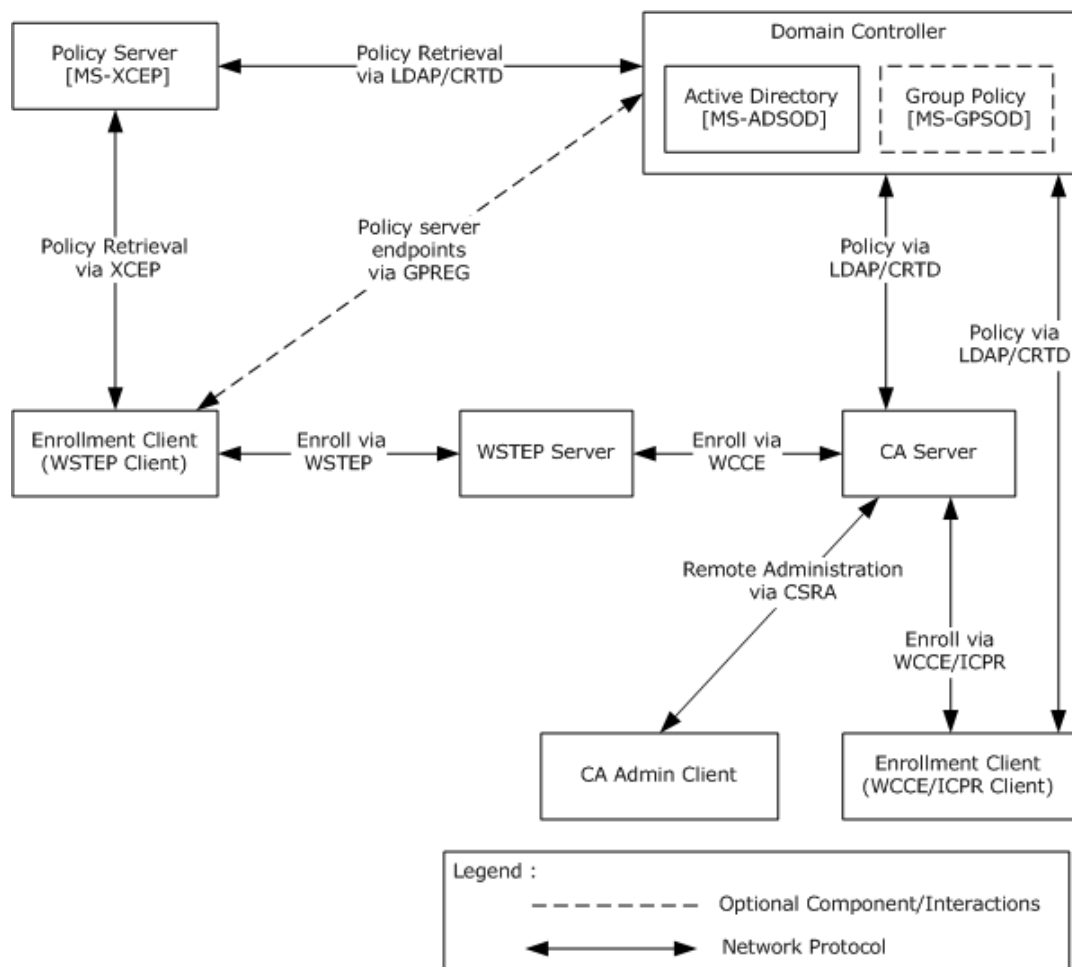 Policy Server
[MS-XCEP]
Policy Retrieval
via LDAP/CRTD
Domain Controller
Active Directory
[MS-ADSOD]
Group Policy
[MS-GPSOD]
Policy Retrieval
via XCEP
Policy server
endpoints
via GPREG
Policy via
LDAP/CRTD
Policy via
LDAP/CRTD
Enrollment Client
(WSTEP Client)
Enroll via
WSTEP
WSTEP Server
Enroll via
WCCE
CA Server
Remote Administration
via CSRA
Enroll via
WCCE/ICPR
CA Admin Client
Enrollment Client
(WCCE/ICPR Client)
Legend :
Optional Component/Interactions
Network Protocol